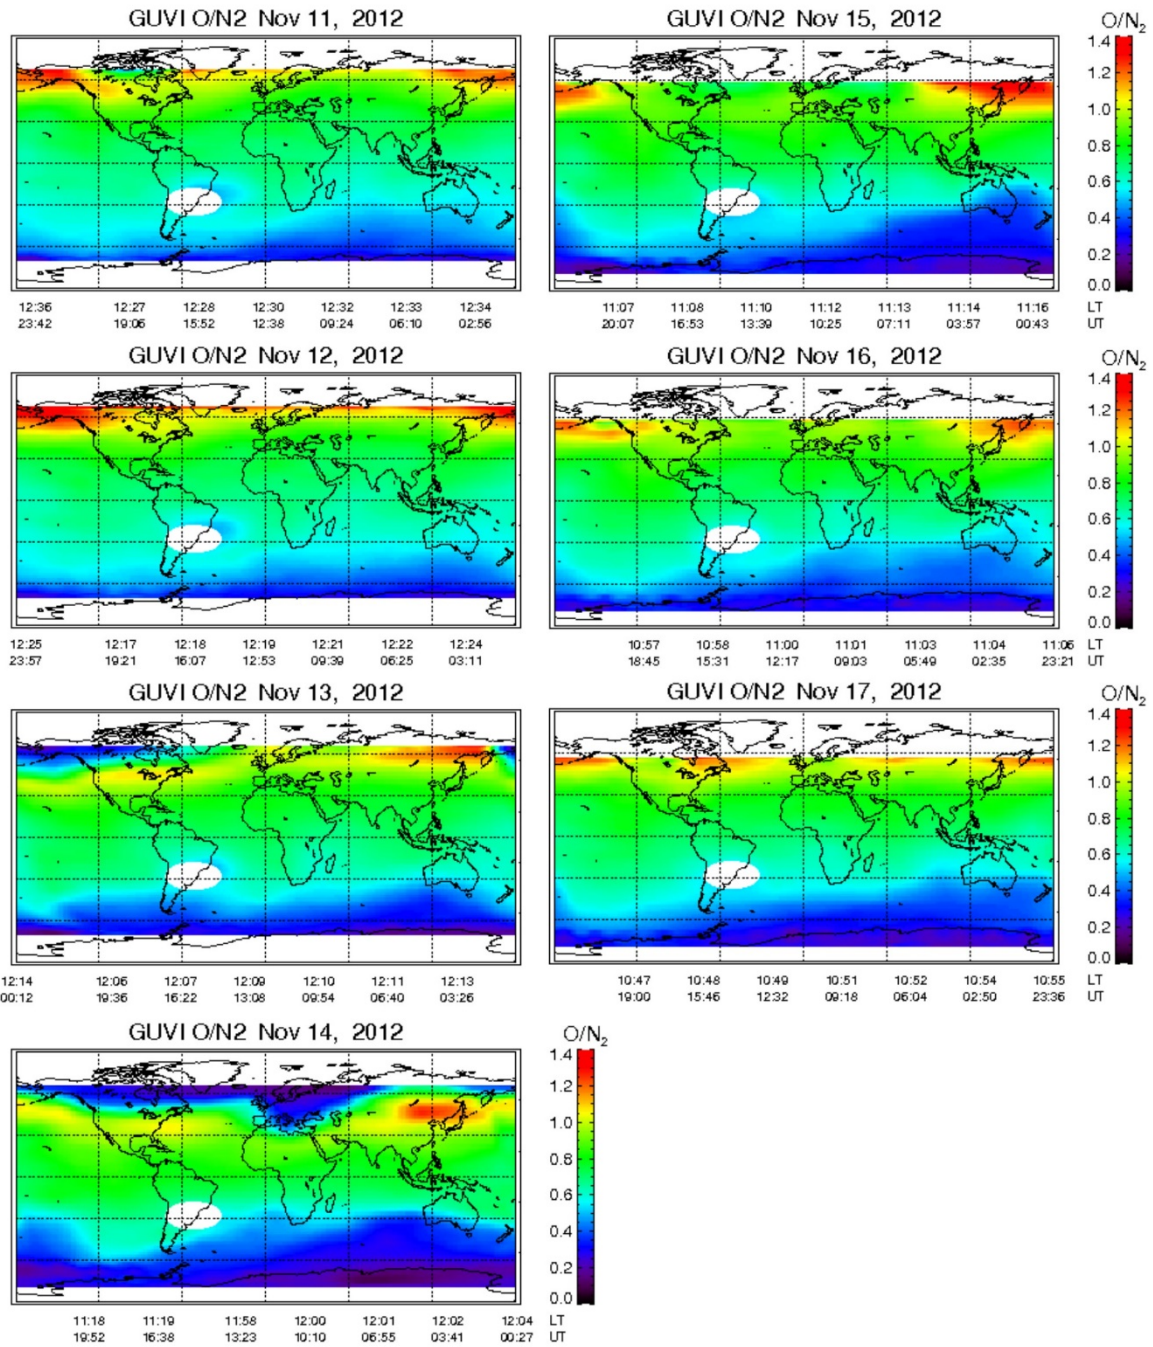 GUVI O/N2 Nov 11, 2012
12:36 12:27 12:28 12:30 12:32 12:33 12:34
23:42 19:06 15:52 12:38 09:24 06:10 02:56
GUVI O/N2 Nov 15, 2012
O/N2
1.4
1.2
1.0
0.8
0.6
0.4
0.2
0.0
11:07 11:08 11:10 11:12 11:13 11:14 11:16 LT
20:07 16:53 13:39 10:25 07:11 03:57 00:43 UT
GUVI O/N2 Nov 12, 2012
12:25 12:17 12:18 12:19 12:21 12:22 12:24
23:57 19:21 16:07 12:53 09:39 06:25 03:11
GUVI O/N2 Nov 16, 2012
O/N2
1.4
1.2
1.0
0.8
0.6
0.4
0.2
0.0
10:57 10:58 11:00 11:01 11:03 11:04 11:06 LT
18:45 15:31 12:17 09:03 05:49 02:35 23:21 UT
GUVI O/N2 Nov 13, 2012
12:14 12:06 12:07 12:09 12:10 12:11 12:13
00:12 19:36 16:22 13:08 09:54 06:40 03:26
GUVI O/N2 Nov 17, 2012
O/N2
1.4
1.2
1.0
0.8
0.6
0.4
0.2
0.0
10:47 10:48 10:49 10:51 10:52 10:54 10:55 LT
19:00 15:46 12:32 09:18 06:04 02:50 23:36 UT
GUVI O/N2 Nov 14, 2012
O/N2
1.4
1.2
1.0
0.8
0.6
0.4
0.2
0.0
11:18 11:19 11:58 12:00 12:01 12:02 12:04 LT
19:52 16:38 13:23 10:10 06:55 03:41 00:27 UT